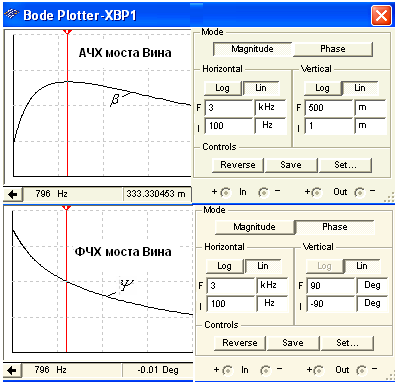 Bode Plotter-XBP1
АЧХ моста Вина
β
Mode
Magnitude Phase
Horizontal Vertical
Log Lin Log Lin
F 3 kHz F 500 m
I 100 Hz I 1 m
Controls
Reverse Save Set...
796 Hz 333.330453 m + In − + Out −
ФЧХ моста Вина
Ψ
Mode
Magnitude Phase
Horizontal Vertical
Log Lin Log Lin
F 3 kHz F 90 Deg
I 100 Hz I -90 Deg
Controls
Reverse Save Set...
796 Hz -0.01 Deg + In − + Out −